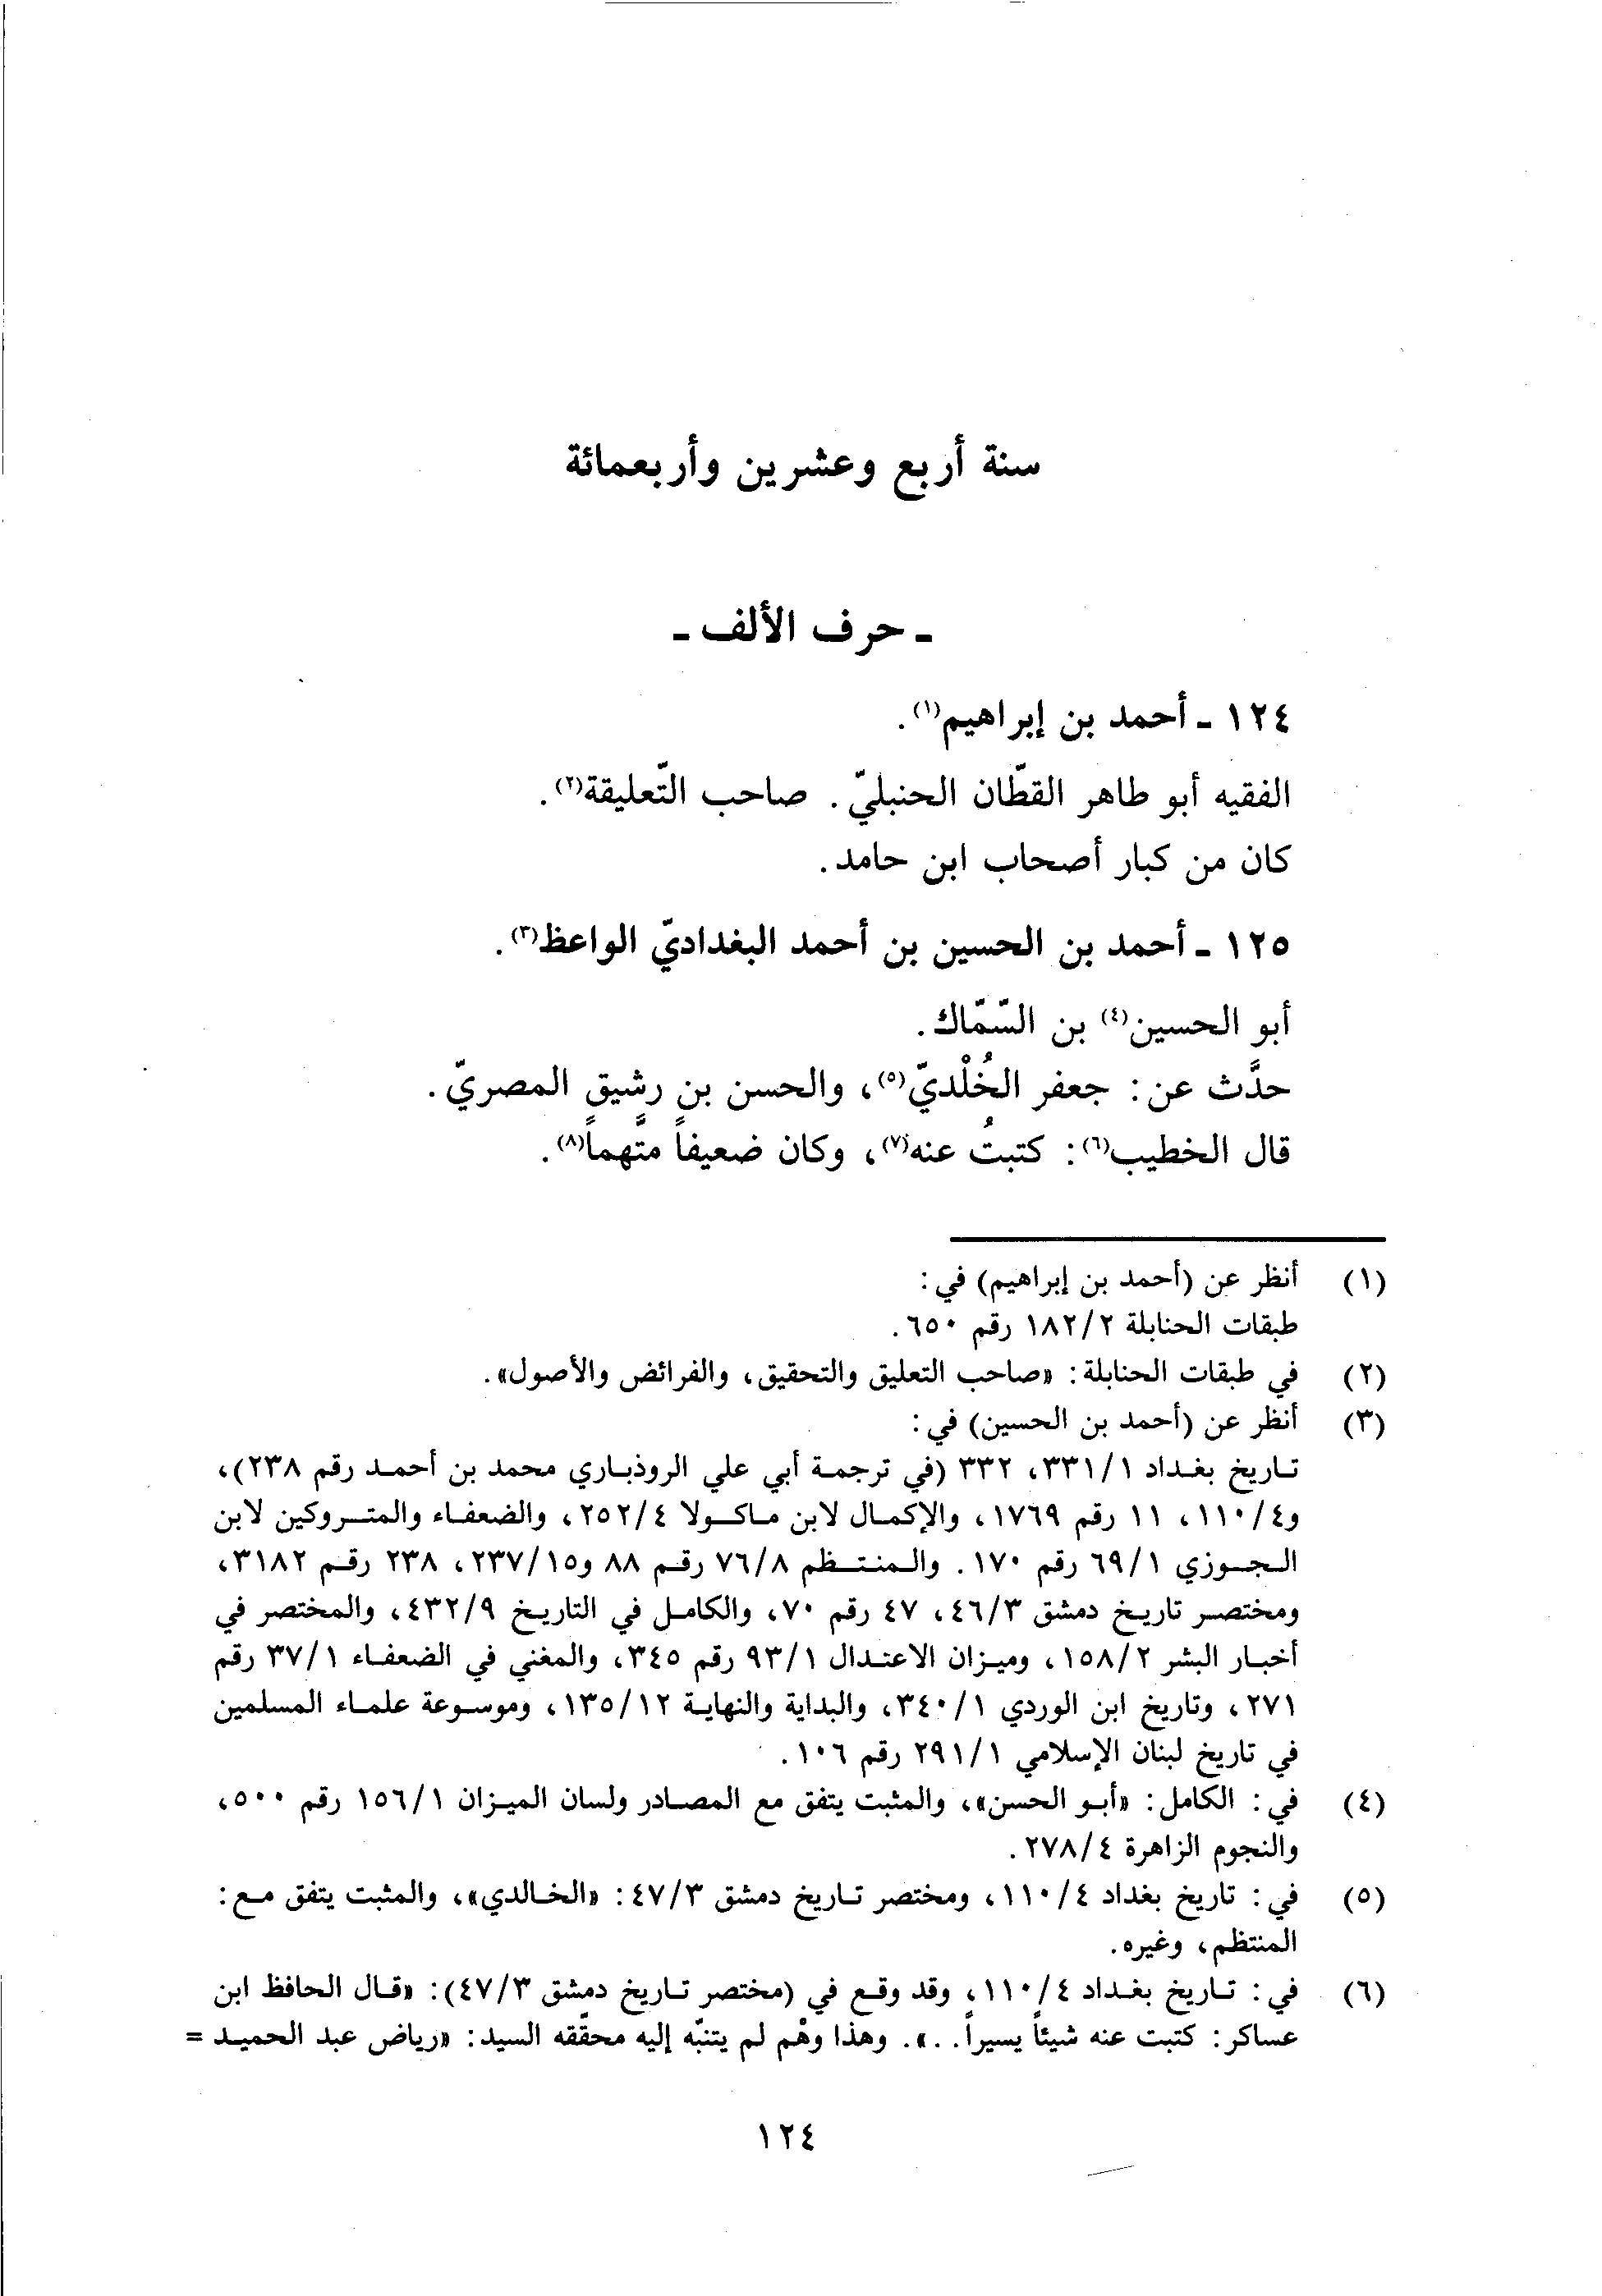 سنة أربع وعشرين وأربعمائة
ـ حرف الألف ـ
١٢٤ ـ أحمد بن إبراهيم(١).
الفقيه أبو طاهر القطّان الحنبليّ. صاحب التّعليقة(٢).
كان من كبار أصحاب ابن حامد.
١٢٥ ـ أحمد بن الحسين بن أحمد البغداديّ الواعظ(٣).
أبو الحسين(٤) بن السّمّاك.
حدَّث عن: جعفر الخُلْديّ(٥)، والحسن بن رشيق المصريّ.
قال الخطيب(٦): كتبتُ عنه(٧)، وكان ضعيفاً متَّهماً(٨).
(١) أنظر عن (أحمد بن إبراهيم) في:
طبقات الحنابلة ١٨٢/٢ رقم ٦٥٠.
(٢) في طبقات الحنابلة: «صاحب التعليق والتحقيق، والفرائض والأصول».
(٣) أنظر عن (أحمد بن الحسين) في:
تاريخ بغداد ٣٣١/١، ٣٣٢ (في ترجمة أبي علي الروذباري محمد بن أحمد رقم ٢٣٨)،
و١١٠/٤، ١١ رقم ١٧٦٩، والإكمال لابن ماكولا ٢٥٢/٤، والضعفاء والمتروكين لابن
الجوزي ٦٩/١ رقم ١٧٠. والمنتظم ٧٦/٨ رقم ٨٨ و٢٣٧/١٥، ٢٣٨ رقم ٣١٨٢،
ومختصر تاريخ دمشق ٤٦/٣، ٤٧ رقم ٧٠، والكامل في التاريخ ٤٣٢/٩، والمختصر في
أخبار البشر ١٥٨/٢، وميزان الاعتدال ٩٣/١ رقم ٣٤٥، والمغني في الضعفاء ٣٧/١ رقم
٢٧١، وتاريخ ابن الوردي ٣٤٠/١، والبداية والنهاية ١٣٥/١٢، وموسوعة علماء المسلمين
في تاريخ لبنان الإسلامي ٢٩١/١ رقم ١٠٦.
(٤) في: الكامل: «أبو الحسن»، والمثبت يتفق مع المصادر ولسان الميزان ١٥٦/١ رقم ٥٠٠،
والنجوم الزاهرة ٢٧٨/٤.
(٥) في: تاريخ بغداد ١١٠/٤، ومختصر تاريخ دمشق ٤٧/٣: «الخالدي»، والمثبت يتفق مع:
المنتظم، وغيره.
(٦) في: تاريخ بغداد ١١٠/٤، وقد وقع في (مختصر تاريخ دمشق ٤٧/٣): «قال الحافظ ابن
عساكر: كتبت عنه شيئاً يسيراً...». وهذا وهْم لم يتنبّه إليه محقّقه السيد: «رياض عبد الحميد =
١٢٤